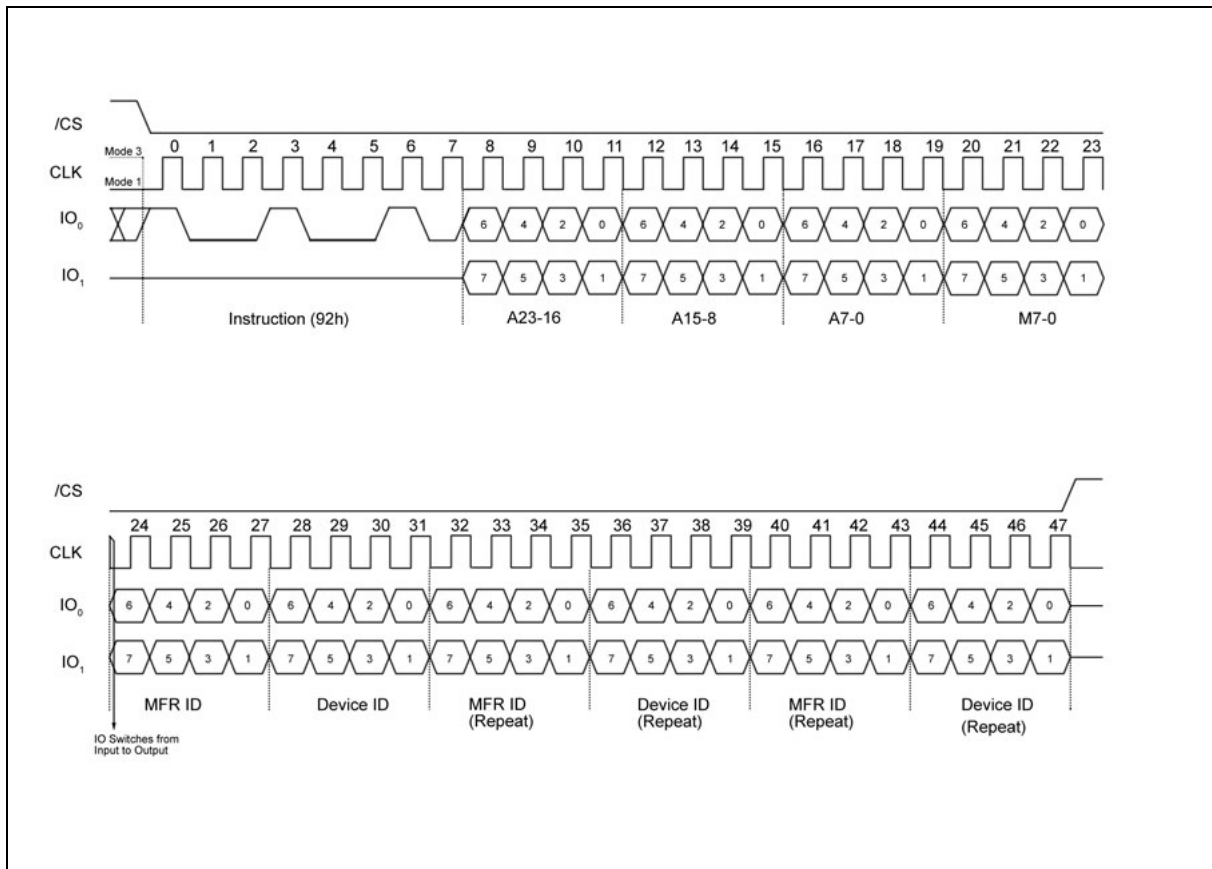 /CS
Mode 3
0 1 2 3 4 5 6 7 8 9 10 11 12 13 14 15 16 17 18 19 20 21 22 23
CLK
Mode 1
IO0
6 4 2 0 6 4 2 0 6 4 2 0 6 4 2 0
IO1
7 5 3 1 7 5 3 1 7 5 3 1 7 5 3 1
Instruction (92h) A23-16 A15-8 A7-0 M7-0
/CS
24 25 26 27 28 29 30 31 32 33 34 35 36 37 38 39 40 41 42 43 44 45 46 47
CLK
IO0
6 4 2 0 6 4 2 0 6 4 2 0 6 4 2 0 6 4 2 0 6 4 2 0
IO1
7 5 3 1 7 5 3 1 7 5 3 1 7 5 3 1 7 5 3 1 7 5 3 1
MFR ID Device ID MFR ID Device ID MFR ID Device ID
(Repeat) (Repeat) (Repeat) (Repeat)
IO Switches from
Input to Output